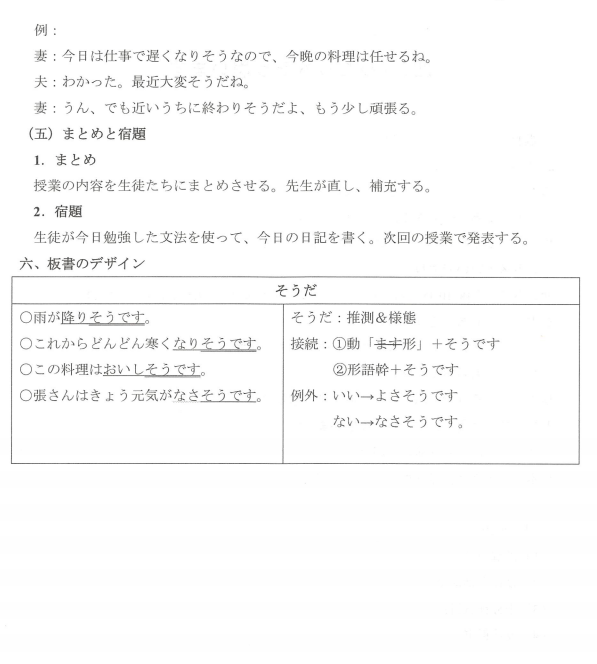 例：
妻：今日は仕事で遅くなりそうなので、今晩の料理は任せるね。
夫：わかった。最近大変そうだね。
妻：うん、でも近いうちに終わりそうだよ、もう少し頑張る。
（五）まとめと宿題
1．まとめ
授業の内容を生徒たちにまとめさせる。先生が直し、補充する。
2．宿題
生徒が今日勉強した文法を使って、今日の日記を書く。次回の授業で発表する。
六、板書のデザイン
そうだ
○雨が降りそうです。
○これからどんどん寒くなりそうです。
○この料理はおいしそうです。
○張さんはきょう元気がなさそうです。
そうだ：推測＆様態
接続：①動「ます形」＋そうです
②形語幹＋そうです
例外：いい→よさそうです
ない→なさそうです。